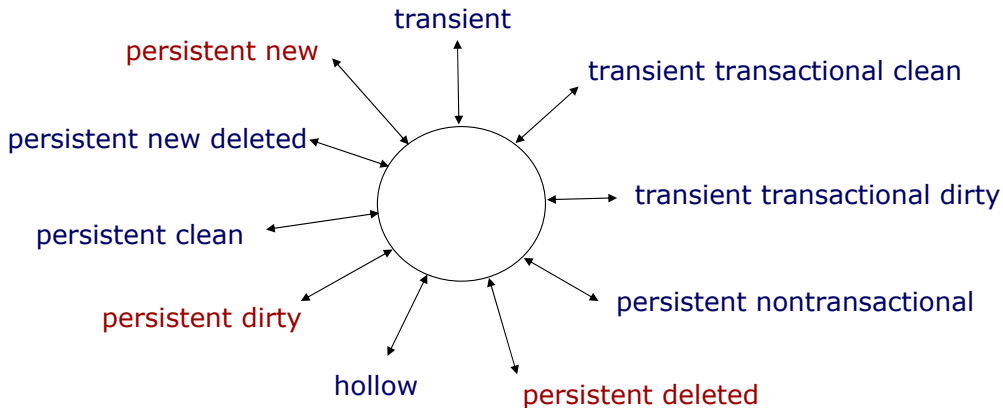 transient
persistent new
transient transactional clean
persistent new deleted
transient transactional dirty
persistent clean
persistent nontransactional
persistent dirty
hollow
persistent deleted